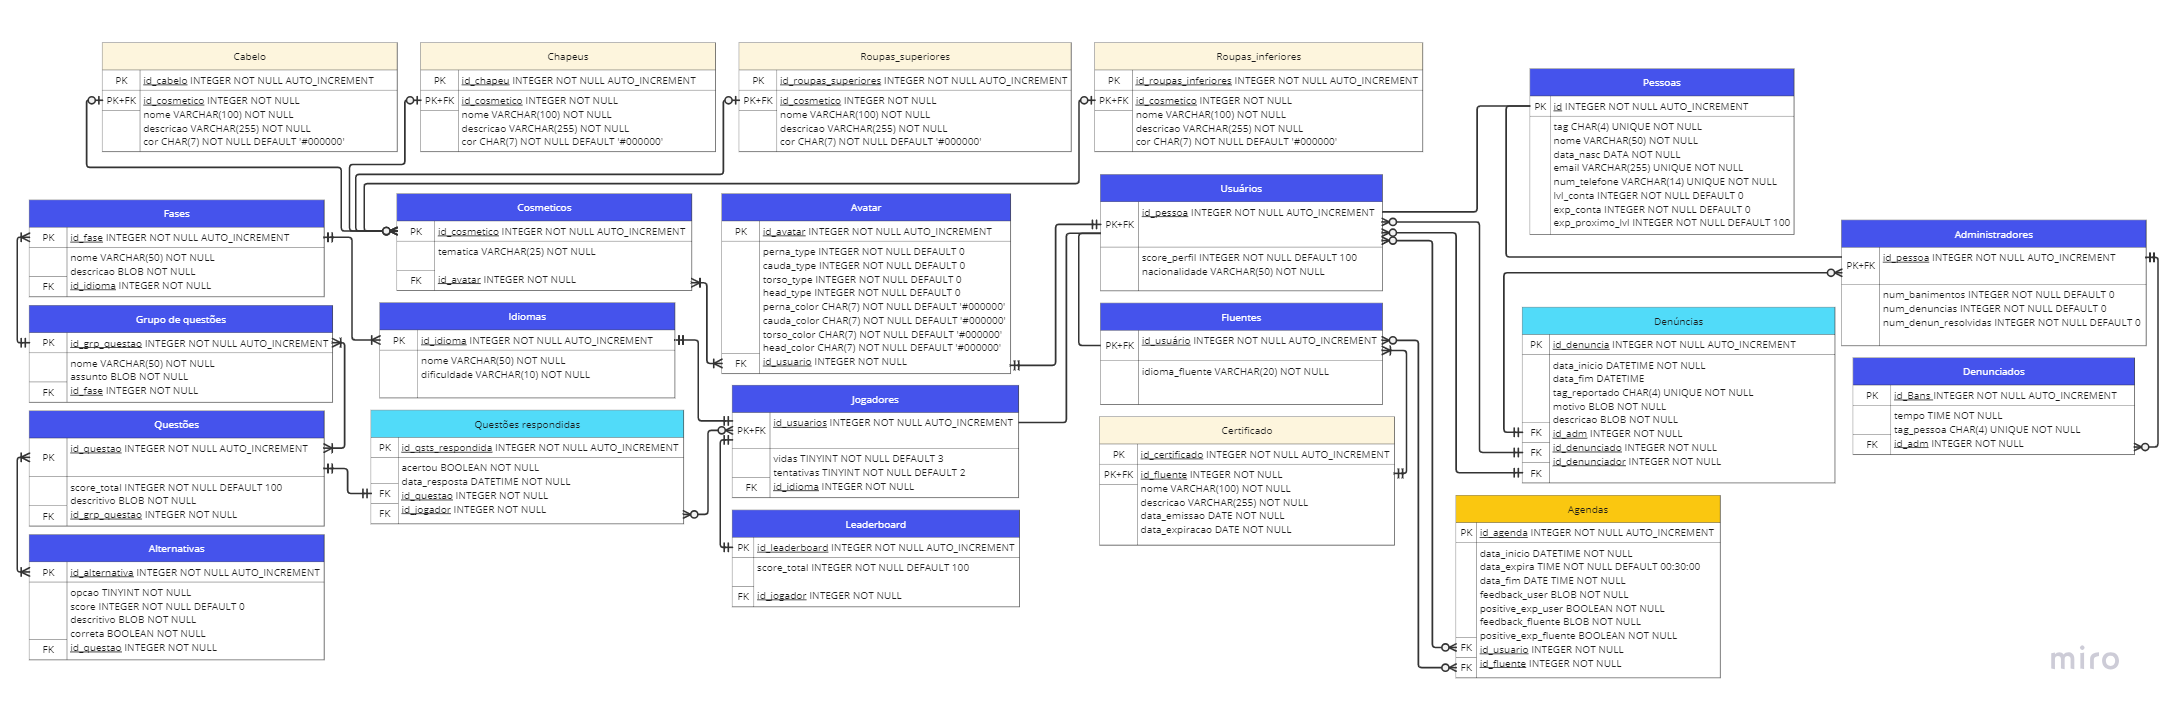 Cabelo
PK id_cabelo INTEGER NOT NULL AUTO_INCREMENT
PK+FK id_cosmetico INTEGER NOT NULL
nome VARCHAR(100) NOT NULL
descricao VARCHAR(255) NOT NULL
cor CHAR(7) NOT NULL DEFAULT '#000000'
Chapeus
PK id_chapeu INTEGER NOT NULL AUTO_INCREMENT
PK+FK id_cosmetico INTEGER NOT NULL
nome VARCHAR(100) NOT NULL
descricao VARCHAR(255) NOT NULL
cor CHAR(7) NOT NULL DEFAULT '#000000'
Roupas_superiores
PK id_roupas_superiores INTEGER NOT NULL AUTO_INCREMENT
PK+FK id_cosmetico INTEGER NOT NULL
nome VARCHAR(100) NOT NULL
descricao VARCHAR(255) NOT NULL
cor CHAR(7) NOT NULL DEFAULT '#000000'
Roupas_inferiores
PK id_roupas_inferiores INTEGER NOT NULL AUTO_INCREMENT
PK+FK id_cosmetico INTEGER NOT NULL
nome VARCHAR(100) NOT NULL
descricao VARCHAR(255) NOT NULL
cor CHAR(7) NOT NULL DEFAULT '#000000'
Pessoas
PK id INTEGER NOT NULL AUTO_INCREMENT
tag CHAR(4) UNIQUE NOT NULL
nome VARCHAR(50) NOT NULL
data_nasc DATA NOT NULL
email VARCHAR(255) UNIQUE NOT NULL
num_telefone VARCHAR(14) UNIQUE NOT NULL
lvl_conta INTEGER NOT NULL DEFAULT 0
exp_conta INTEGER NOT NULL DEFAULT 0
exp_proximo_lvl INTEGER NOT NULL DEFAULT 100
Fases
PK id_fase INTEGER NOT NULL AUTO_INCREMENT
nome VARCHAR(50) NOT NULL
descricao BLOB NOT NULL
FK id_idioma INTEGER NOT NULL
Cosmeticos
PK id_cosmetico INTEGER NOT NULL AUTO_INCREMENT
tematica VARCHAR(25) NOT NULL
FK id_avatar INTEGER NOT NULL
Avatar
PK id_avatar INTEGER NOT NULL AUTO_INCREMENT
perna_type INTEGER NOT NULL DEFAULT 0
cauda_type INTEGER NOT NULL DEFAULT 0
torso_type INTEGER NOT NULL DEFAULT 0
head_type INTEGER NOT NULL DEFAULT 0
perna_color CHAR(7) NOT NULL DEFAULT '#000000'
cauda_color CHAR(7) NOT NULL DEFAULT '#000000'
torso_color CHAR(7) NOT NULL DEFAULT '#000000'
head_color CHAR(7) NOT NULL DEFAULT '#000000'
FK id_usuario INTEGER NOT NULL
Usuários
PK+FK id_pessoa INTEGER NOT NULL AUTO_INCREMENT
score_perfil INTEGER NOT NULL DEFAULT 100
nacionalidade VARCHAR(50) NOT NULL
Administradores
PK+FK id_pessoa INTEGER NOT NULL AUTO_INCREMENT
num_banimentos INTEGER NOT NULL DEFAULT 0
num_denuncias INTEGER NOT NULL DEFAULT 0
num_denun_resolvidas INTEGER NOT NULL DEFAULT 0
Grupo de questões
PK id_grp_questao INTEGER NOT NULL AUTO_INCREMENT
nome VARCHAR(50) NOT NULL
assunto BLOB NOT NULL
FK id_fase INTEGER NOT NULL
Idiomas
PK id_idioma INTEGER NOT NULL AUTO_INCREMENT
nome VARCHAR(50) NOT NULL
dificuldade VARCHAR(10) NOT NULL
Fluentes
PK+FK id_usuário INTEGER NOT NULL AUTO_INCREMENT
idioma_fluente VARCHAR(20) NOT NULL
Denúncias
PK id_denuncia INTEGER NOT NULL AUTO_INCREMENT
data_inicio DATETIME NOT NULL
data_fim DATETIME
tag_reportado CHAR(4) UNIQUE NOT NULL
motivo BLOB NOT NULL
descricao BLOB NOT NULL
FK id_adm INTEGER NOT NULL
FK id_denunciado INTEGER NOT NULL
id_denunciador INTEGER NOT NULL
FK
Denunciados
PK id_Bans INTEGER NOT NULL AUTO_INCREMENT
tempo TIME NOT NULL
tag_pessoa CHAR(4) UNIQUE NOT NULL
FK id_adm INTEGER NOT NULL
Questões
PK id_questao INTEGER NOT NULL AUTO_INCREMENT
score_total INTEGER NOT NULL DEFAULT 100
descritivo BLOB NOT NULL
FK id_grp_questao INTEGER NOT NULL
Questões respondidas
PK id_qsts_respondida INTEGER NOT NULL AUTO_INCREMENT
acertou BOOLEAN NOT NULL
data_resposta DATETIME NOT NULL
FK id_questao INTEGER NOT NULL
FK id_jogador INTEGER NOT NULL
Jogadores
PK+FK id_usuarios INTEGER NOT NULL AUTO_INCREMENT
vidas TINYINT NOT NULL DEFAULT 3
tentativas TINYINT NOT NULL DEFAULT 2
FK id_idioma INTEGER NOT NULL
Certificado
PK id_certificado INTEGER NOT NULL AUTO_INCREMENT
PK+FK id_fluente INTEGER NOT NULL
nome VARCHAR(100) NOT NULL
descricao VARCHAR(255) NOT NULL
data_emissao DATE NOT NULL
data_expiracao DATE NOT NULL
Alternativas
PK id_alternativa INTEGER NOT NULL AUTO_INCREMENT
opcao TINYINT NOT NULL
score INTEGER NOT NULL DEFAULT 0
descritivo BLOB NOT NULL
correta BOOLEAN NOT NULL
FK id_questao INTEGER NOT NULL
Leaderboard
PK id_leaderboard INTEGER NOT NULL AUTO_INCREMENT
score_total INTEGER NOT NULL DEFAULT 100
FK id_jogador INTEGER NOT NULL
Agendas
PK id_agenda INTEGER NOT NULL AUTO_INCREMENT
data_inicio DATETIME NOT NULL
data_expira TIME NOT NULL DEFAULT 00:30:00
data_fim DATE TIME NOT NULL
feedback_user BLOB NOT NULL
positive_exp_user BOOLEAN NOT NULL
feedback_fluente BLOB NOT NULL
positive_exp_fluente BOOLEAN NOT NULL
FK id_usuario INTEGER NOT NULL
FK id_fluente INTEGER NOT NULL
miro